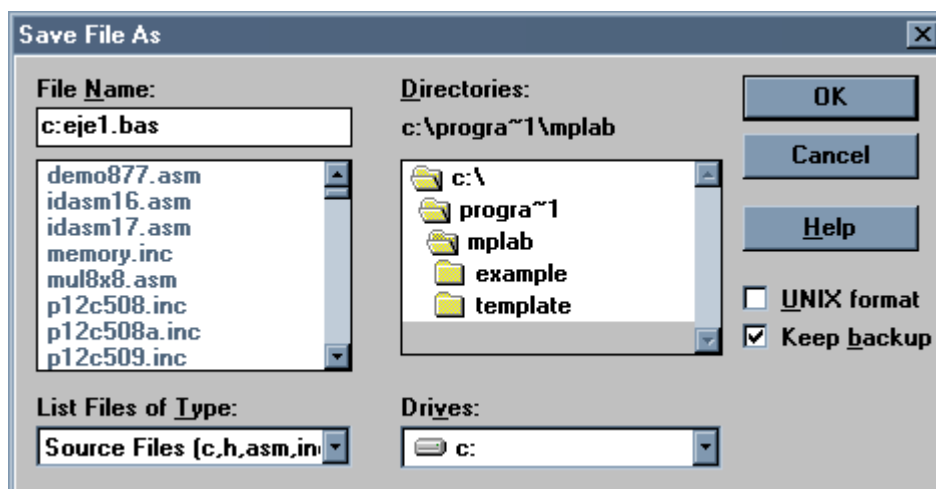 Save File As
File Name:
c:eje1.bas
demo877.asm
idasm16.asm
idasm17.asm
memory.inc
mul8x8.asm
p12c508.inc
p12c508a.inc
p12c509.inc
List Files of Type:
Source Files (c,h,asm,in
Directories:
c:\progra~1\mplab
c:\
progra~1
mplab
example
template
Drives:
c:
OK
Cancel
Help
UNIX format
Keep backup